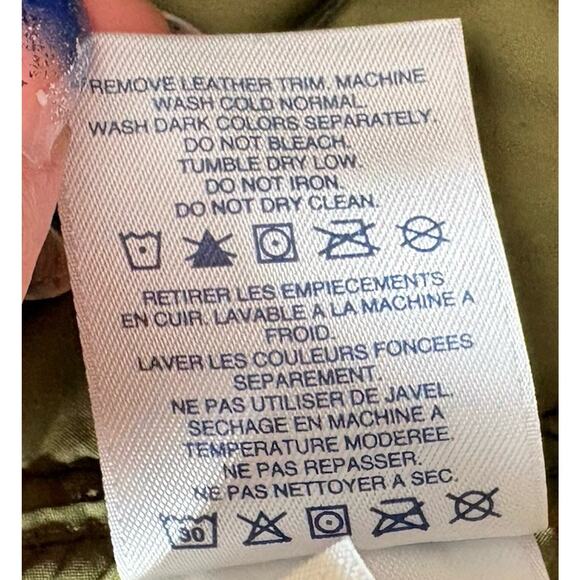 REMOVE LEATHER TRIM. MACHINE
WASH COLD NORMAL.
WASH DARK COLORS SEPARATELY.
DO NOT BLEACH.
TUMBLE DRY LOW.
DO NOT IRON.
DO NOT DRY CLEAN.
RETIRER LES EMPIECEMENTS
EN CUIR. LAVABLE A LA MACHINE A
FROID.
LAVER LES COULEURS FONCEES
SEPAREMENT.
NE PAS UTILISER DE JAVEL.
SECHAGE EN MACHINE A
TEMPERATURE MODEREE.
NE PAS REPASSER.
NE PAS NETTOYER A SEC.
30